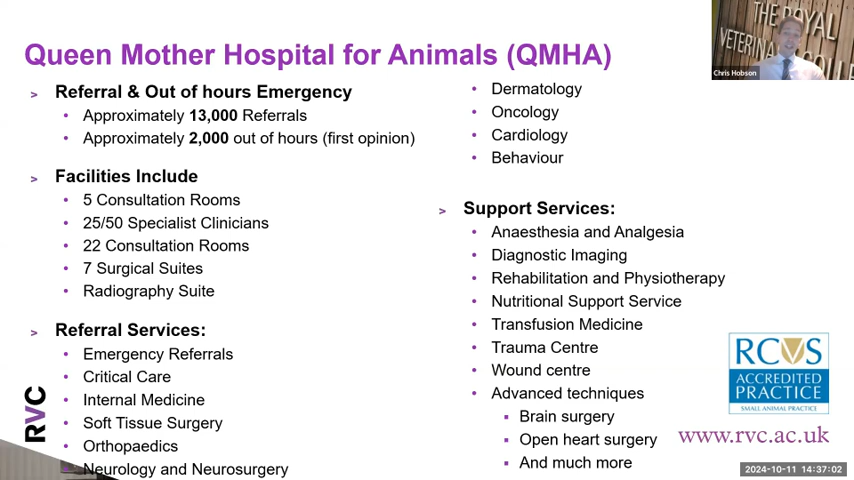 Queen Mother Hospital for Animals (QMHA)
> Referral & Out of hours Emergency
• Approximately 13,000 Referrals
• Approximately 2,000 out of hours (first opinion)
> Facilities Include
• 5 Consultation Rooms
• 25/50 Specialist Clinicians
• 22 Consultation Rooms
• 7 Surgical Suites
• Radiography Suite
> Referral Services:
• Emergency Referrals
• Critical Care
• Internal Medicine
• Soft Tissue Surgery
• Orthopaedics
• Neurology and Neurosurgery
• Dermatology
• Oncology
• Cardiology
• Behaviour
> Support Services:
• Anaesthesia and Analgesia
• Diagnostic Imaging
• Rehabilitation and Physiotherapy
• Nutritional Support Service
• Transfusion Medicine
• Trauma Centre
• Wound centre
• Advanced techniques
▪ Brain surgery
▪ Open heart surgery
▪ And much more
RVC
THE ROYAL
VETERINARY COLLE
Chris Hobson
RCVS
ACCREDITED
PRACTICE
SMALL ANIMAL PRACTICE
www.rvc.ac.uk
2024-10-11 14:37:02